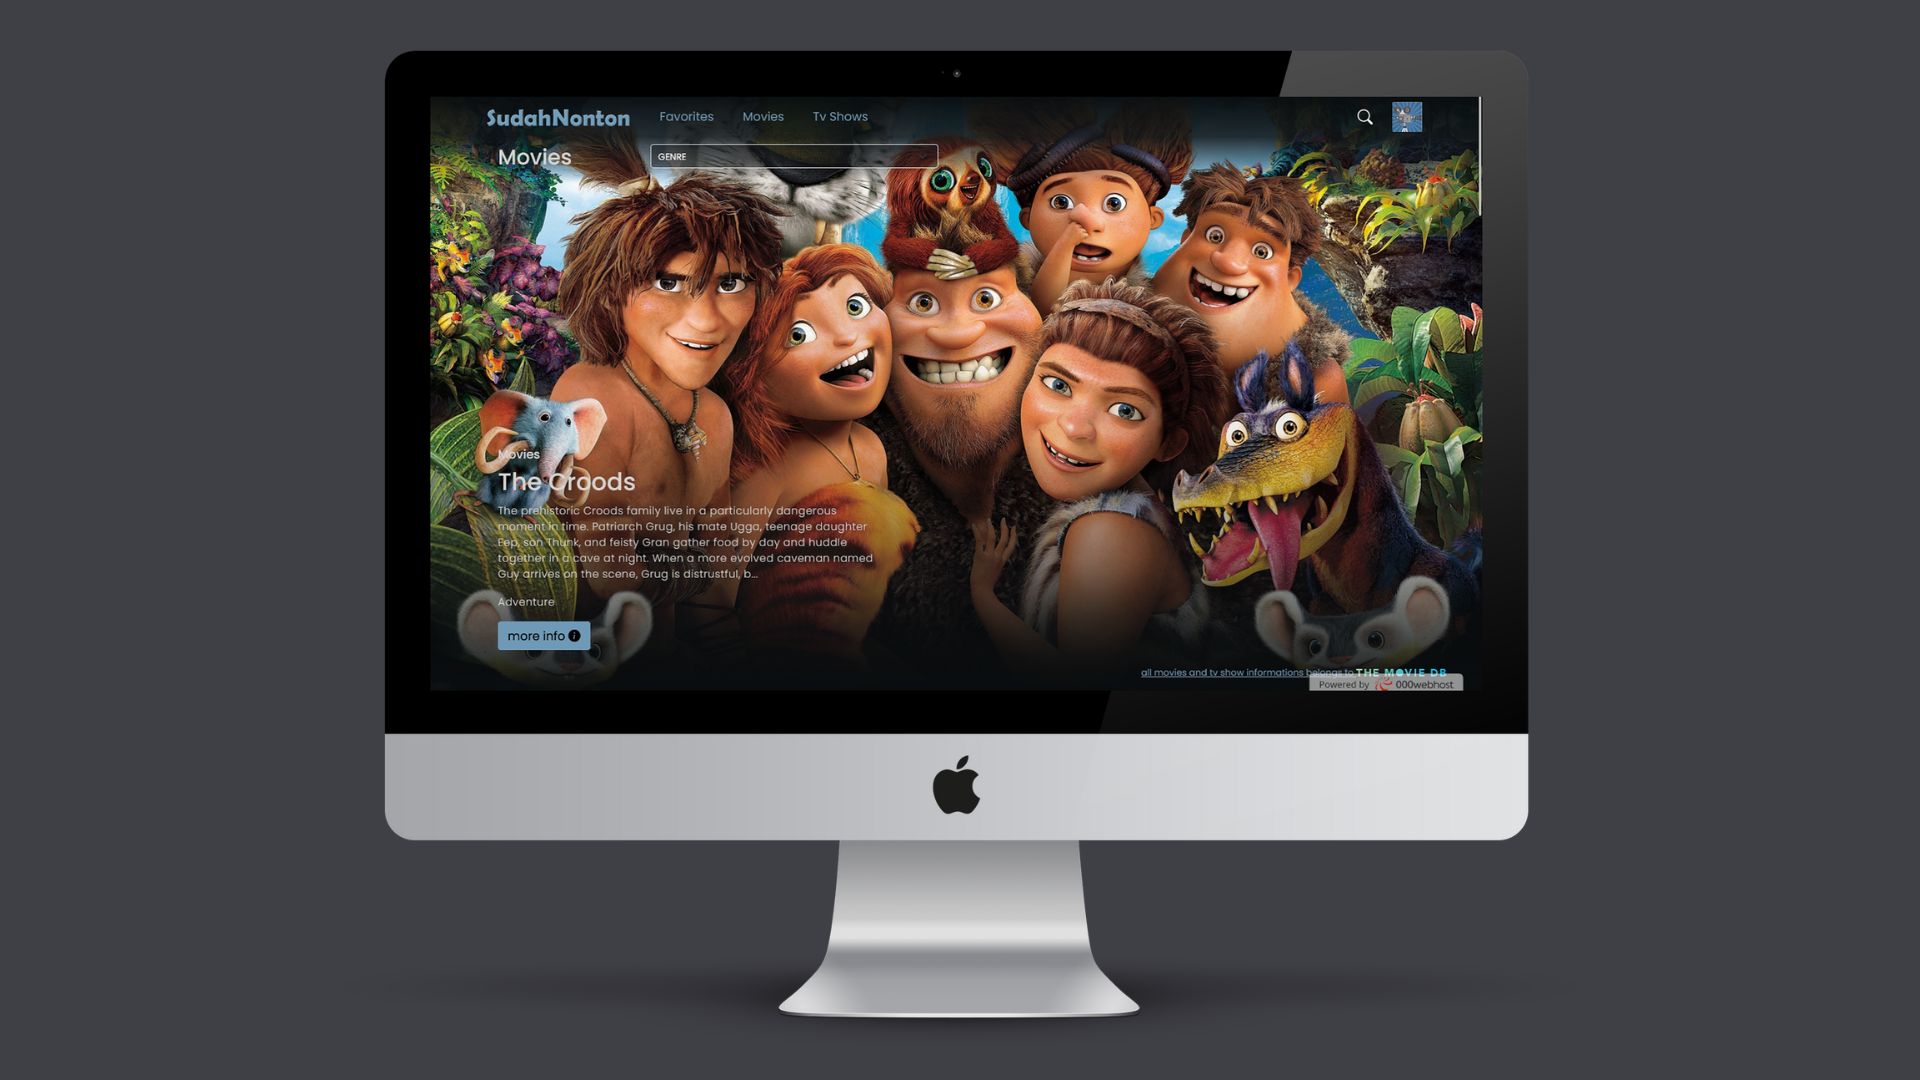 SudahNonton
Favorites
Movies
Tv Shows
Movies
GENRE
Movies
The Croods
The prehistoric Croods family live in a particularly dangerous
moment in time. Patriarch Grug, his mate Ugga, teenage daughter
Eep, son Thunk, and feisty Gran gather food by day and huddle
together in a cave at night. When a more evolved caveman named
Guy arrives on the scene, Grug is distrustful, b...
Adventure
more info i
all movies and tv show informations belongs to THE MOVIE DB
Powered by 000webhost